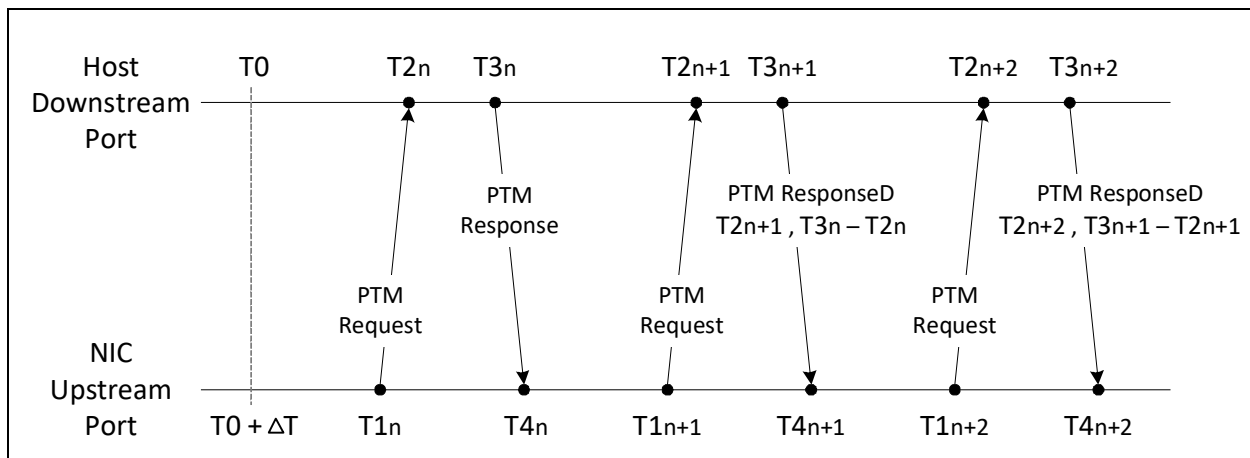 Host
Downstream
Port
T0 T2n T3n T2n+1 T3n+1 T2n+2 T3n+2
PTM
Response
PTM ResponseD
T2n+1 , T3n – T2n
PTM ResponseD
T2n+2 , T3n+1 – T2n+1
PTM
Request
PTM
Request
PTM
Request
NIC
Upstream
Port
T0 + ΔT T1n T4n T1n+1 T4n+1 T1n+2 T4n+2